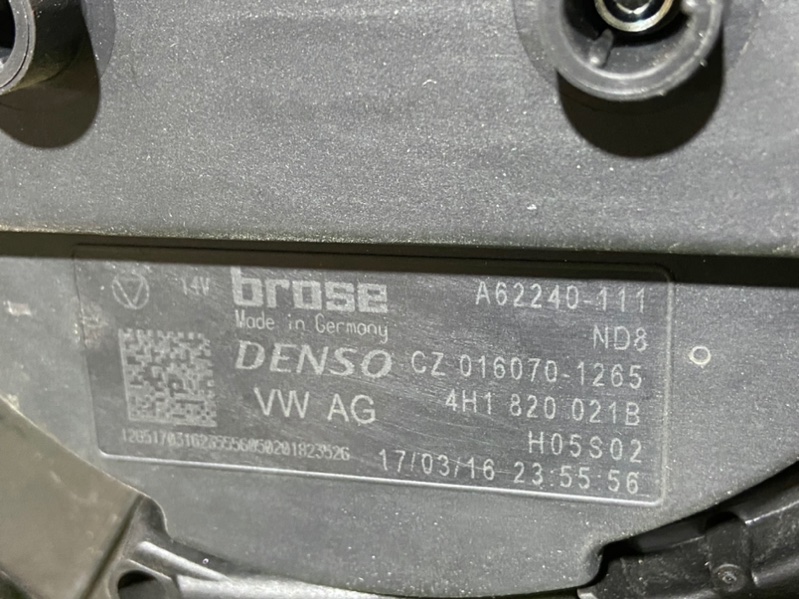 14V brose A62240-111
Made in Germany ND8
DENSO CZ 016070-1265
VW AG 4H1 820 021B
H05S02
17/03/16 23:55:56